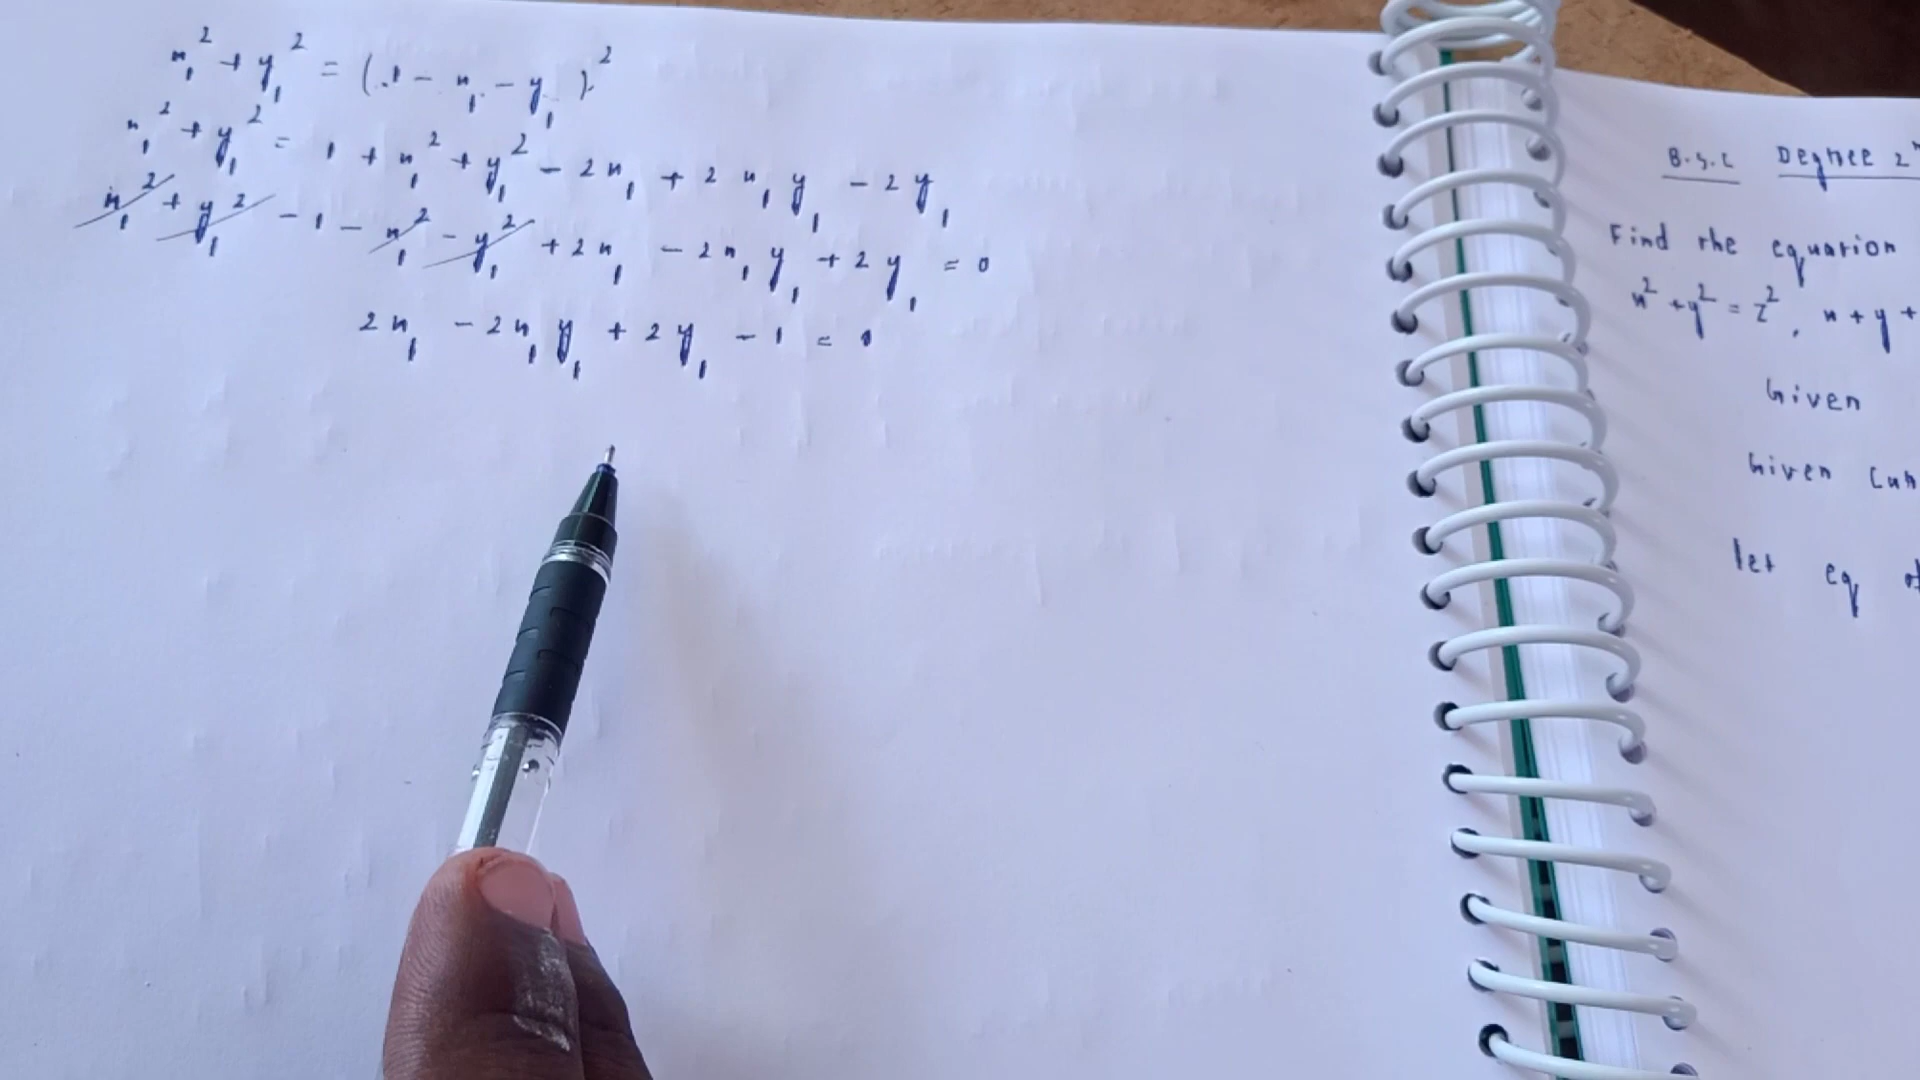 x₁² + y₁² = (1 - x₁ - y₁)²
x₁² + y₁² = 1 + x₁² + y₁² - 2x₁ + 2x₁y₁ - 2y₁
x₁² + y₁² - 1 - x₁² - y₁² + 2x₁ - 2x₁y₁ + 2y₁ = 0
2x₁ - 2x₁y₁ + 2y₁ - 1 = 0
B.S.C Degree 2
Find the equation
x² + y² = z², x + y +
Given
Given
let eq